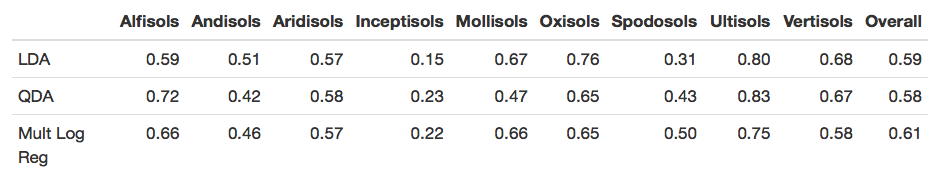 Alfisols Andisols Aridisols Inceptisols Mollisols Oxisols Spodosols Ultisols Vertisols Overall
LDA 0.59 0.51 0.57 0.15 0.67 0.76 0.31 0.80 0.68 0.59
QDA 0.72 0.42 0.58 0.23 0.47 0.65 0.43 0.83 0.67 0.58
Mult Log 0.66 0.46 0.57 0.22 0.66 0.65 0.50 0.75 0.58 0.61
Reg